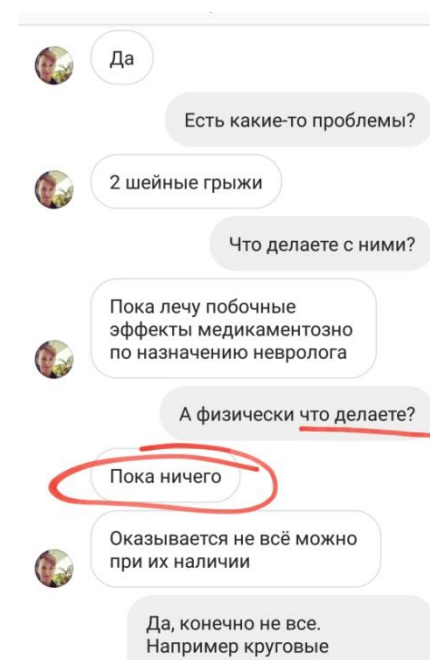 Да
Есть какие-то проблемы?
2 шейные грыжи
Что делаете с ними?
Пока лечу побочные
эффекты медикаментозно
по назначению невролога
А физически что делаете?
Пока ничего
Оказывается не всё можно
при их наличии
Да, конечно не все.
Например круговые